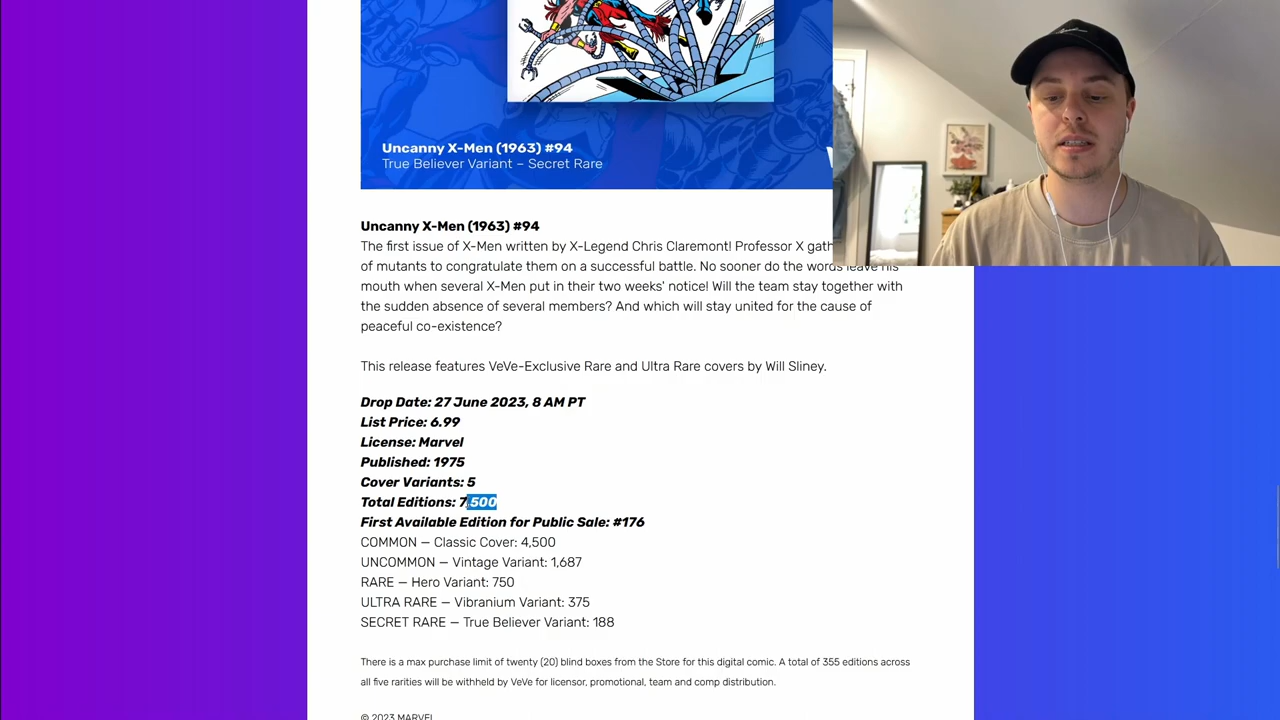 Uncanny X-Men (1963) #94
True Believer Variant – Secret Rare
Uncanny X-Men (1963) #94
The first issue of X-Men written by X-Legend Chris Claremont! Professor X
of mutants to congratulate them on a successful battle. No sooner do the words leave his
mouth when several X-Men put in their two weeks' notice! Will the team stay together with
the sudden absence of several members? And which will stay united for the cause of
peaceful co-existence?
This release features VeVe-Exclusive Rare and Ultra Rare covers by Will Sliney.
Drop Date: 27 June 2023, 8 AM PT
List Price: 6.99
License: Marvel
Published: 1975
Cover Variants: 5
Total Editions: 7,500
First Available Edition for Public Sale: #176
COMMON — Classic Cover: 4,500
UNCOMMON — Vintage Variant: 1,687
RARE — Hero Variant: 750
ULTRA RARE — Vibranium Variant: 375
SECRET RARE — True Believer Variant: 188
There is a max purchase limit of twenty (20) blind boxes from the Store for this digital comic. A total of 355 editions across
all five rarities will be withheld by VeVe for licensor, promotional, team and comp distribution.
© 2023 MARVEL